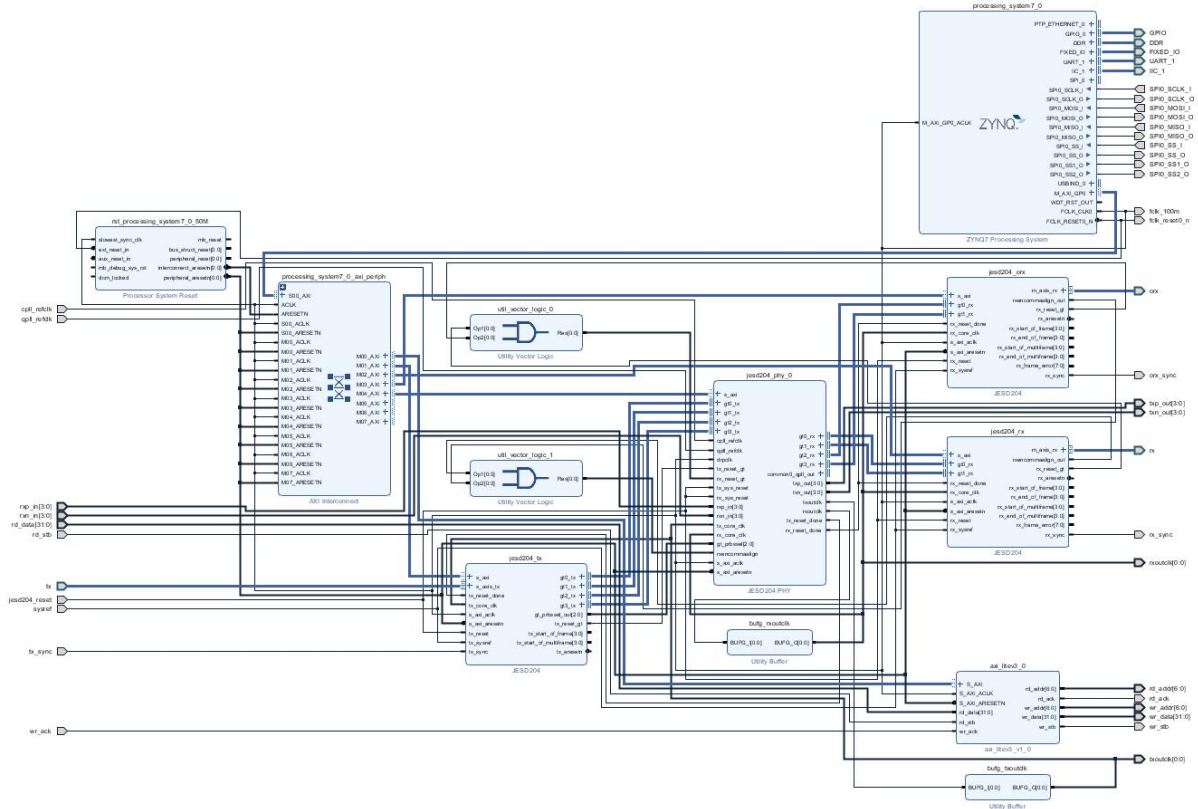 processing_system7_0
PTP_ETHERNET_0
GPIO_0
DDR
FIXED_IO
UART_1
IIC_1
SPI_0
SPI0_SCLK_I
SPI0_SCLK_O
SPI0_MOSI_I
SPI0_MOSI_O
SPI0_MISO_I
SPI0_MISO_O
SPI0_SS_I
SPI0_SS_O
SPI0_SS1_O
SPI0_SS2_O
USBIND_0
M_AXI_GP0
WDT_RST_OUT
FCLK_CLK0
FCLK_RESET0_N
M_AXI_GP0_ACLK
ZYNQ
ZYNQ7 Processing System
GPIO
DDR
FIXED_IO
UART_1
IIC_1
SPI0_SCLK_I
SPI0_SCLK_O
SPI0_MOSI_I
SPI0_MOSI_O
SPI0_MISO_I
SPI0_MISO_O
SPI0_SS_I
SPI0_SS_O
SPI0_SS1_O
SPI0_SS2_O
fclk_100m
fclk_reset0_n
rst_processing_system7_0_50M
slowest_sync_clk
ext_reset_in
aux_reset_in
mb_debug_sys_rst
dcm_locked
mb_reset
bus_struct_reset[0:0]
peripheral_reset[0:0]
interconnect_aresetn[0:0]
peripheral_aresetn[0:0]
Processor System Reset
cpll_refclk
qpll_refclk
processing_system7_0_axi_periph
S00_AXI
ACLK
ARESETN
S00_ACLK
S00_ARESETN
M00_ACLK
M00_ARESETN
M01_ACLK
M01_ARESETN
M02_ACLK
M02_ARESETN
M03_ACLK
M03_ARESETN
M04_ACLK
M04_ARESETN
M05_ACLK
M05_ARESETN
M06_ACLK
M06_ARESETN
M07_ACLK
M07_ARESETN
M00_AXI
M01_AXI
M02_AXI
M03_AXI
M04_AXI
M05_AXI
M06_AXI
M07_AXI
AXI Interconnect
util_vector_logic_0
Op1[0:0]
Op2[0:0]
Res[0:0]
Utility Vector Logic
util_vector_logic_1
Op1[0:0]
Op2[0:0]
Res[0:0]
Utility Vector Logic
jesd204_orx
s_axi
gt0_rx
gt1_rx
rx_reset_done
rx_core_clk
s_axi_aclk
s_axi_aresetn
rx_reset
rx_sysref
m_axis_rx
rxencommaalign_out
rx_reset_gt
rx_aresetn
rx_start_of_frame[3:0]
rx_end_of_frame[3:0]
rx_start_of_multiframe[3:0]
rx_end_of_multiframe[3:0]
rx_frame_error[7:0]
rx_sync
JESD204
orx
orx_sync
txp_out[3:0]
txn_out[3:0]
jesd204_phy_0
s_axi
gt0_tx
gt1_tx
gt2_tx
gt3_tx
cpll_refclk
qpll_refclk
drpclk
tx_reset_gt
rx_reset_gt
tx_sys_reset
rx_sys_reset
rxp_in[3:0]
rxn_in[3:0]
tx_core_clk
rx_core_clk
gt_prbssel[2:0]
rxencommaalign
s_axi_aclk
s_axi_aresetn
gt0_rx
gt1_rx
gt2_rx
gt3_rx
common0_qpll_out
txp_out[3:0]
txn_out[3:0]
txoutclk
rxoutclk
tx_reset_done
rx_reset_done
JESD204 PHY
jesd204_rx
s_axi
gt0_rx
gt1_rx
rx_reset_done
rx_core_clk
s_axi_aclk
s_axi_aresetn
rx_reset
rx_sysref
m_axis_rx
rxencommaalign_out
rx_reset_gt
rx_aresetn
rx_start_of_frame[3:0]
rx_end_of_frame[3:0]
rx_start_of_multiframe[3:0]
rx_end_of_multiframe[3:0]
rx_frame_error[7:0]
rx_sync
JESD204
rx
rx_sync
rxoutclk[0:0]
rxp_in[3:0]
rxn_in[3:0]
rd_data[31:0]
rd_stb
tx
jesd204_reset
sysref
tx_sync
wr_ack
jesd204_tx
s_axi
s_axis_tx
tx_reset_done
tx_core_clk
s_axi_aclk
s_axi_aresetn
tx_reset
tx_sysref
tx_sync
gt0_tx
gt1_tx
gt2_tx
gt3_tx
gt_prbssel_out[2:0]
tx_reset_gt
tx_start_of_frame[3:0]
tx_start_of_multiframe[3:0]
tx_aresetn
JESD204
bufg_rxoutclk
BUFG_I[0:0]
BUFG_O[0:0]
Utility Buffer
axi_litev3_0
S_AXI
S_AXI_ACLK
S_AXI_ARESETN
rd_data[31:0]
rd_stb
wr_ack
rd_addr[6:0]
rd_ack
wr_addr[6:0]
wr_data[31:0]
wr_stb
axi_litev3_v1_0
rd_addr[6:0]
rd_ack
wr_addr[6:0]
wr_data[31:0]
wr_stb
txoutclk[0:0]
bufg_txoutclk
BUFG_I[0:0]
BUFG_O[0:0]
Utility Buffer